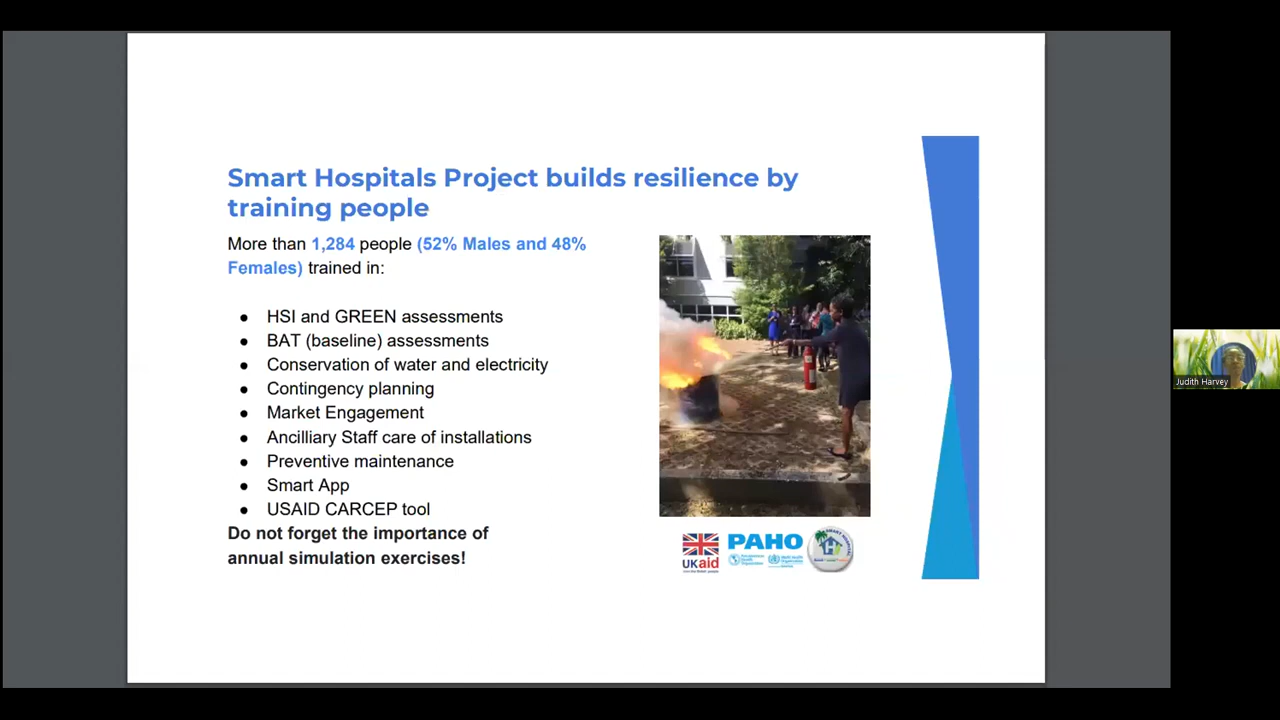 Smart Hospitals Project builds resilience by
training people
More than 1,284 people (52% Males and 48%
Females) trained in:
● HSI and GREEN assessments
● BAT (baseline) assessments
● Conservation of water and electricity
● Contingency planning
● Market Engagement
● Ancilliary Staff care of installations
● Preventive maintenance
● Smart App
● USAID CARCEP tool
Do not forget the importance of
annual simulation exercises!
UKaid
PAHO
SMART HOSPITAL
Judith Harvey